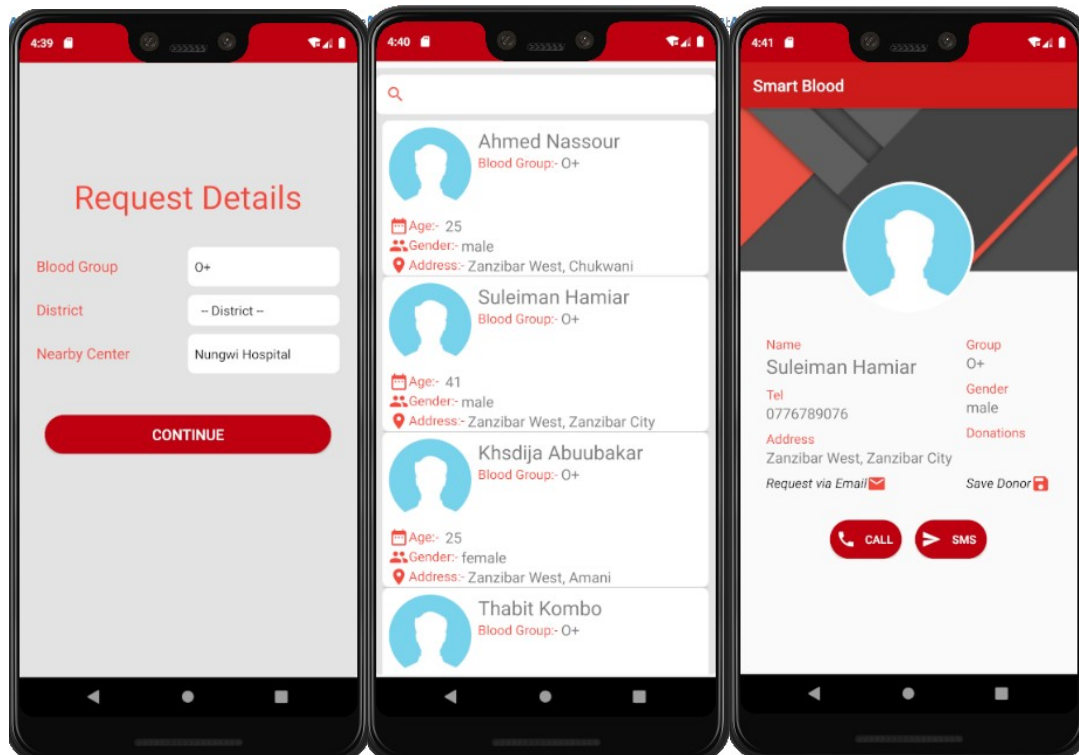 4:39
Request Details
Blood Group O+
District -- District --
Nearby Center Nungwi Hospital
CONTINUE
4:40
Ahmed Nassour
Blood Group:- O+
Age:- 25
Gender:- male
Address:- Zanzibar West, Chukwani
Suleiman Hamiar
Blood Group:- O+
Age:- 41
Gender:- male
Address:- Zanzibar West, Zanzibar City
Khsdija Abuubakar
Blood Group:- O+
Age:- 25
Gender:- female
Address:- Zanzibar West, Amani
Thabit Kombo
Blood Group:- O+
4:41
Smart Blood
Name Group
Suleiman Hamiar O+
Tel Gender
0776789076 male
Address Donations
Zanzibar West, Zanzibar City
Request via Email Save Donor
CALL SMS